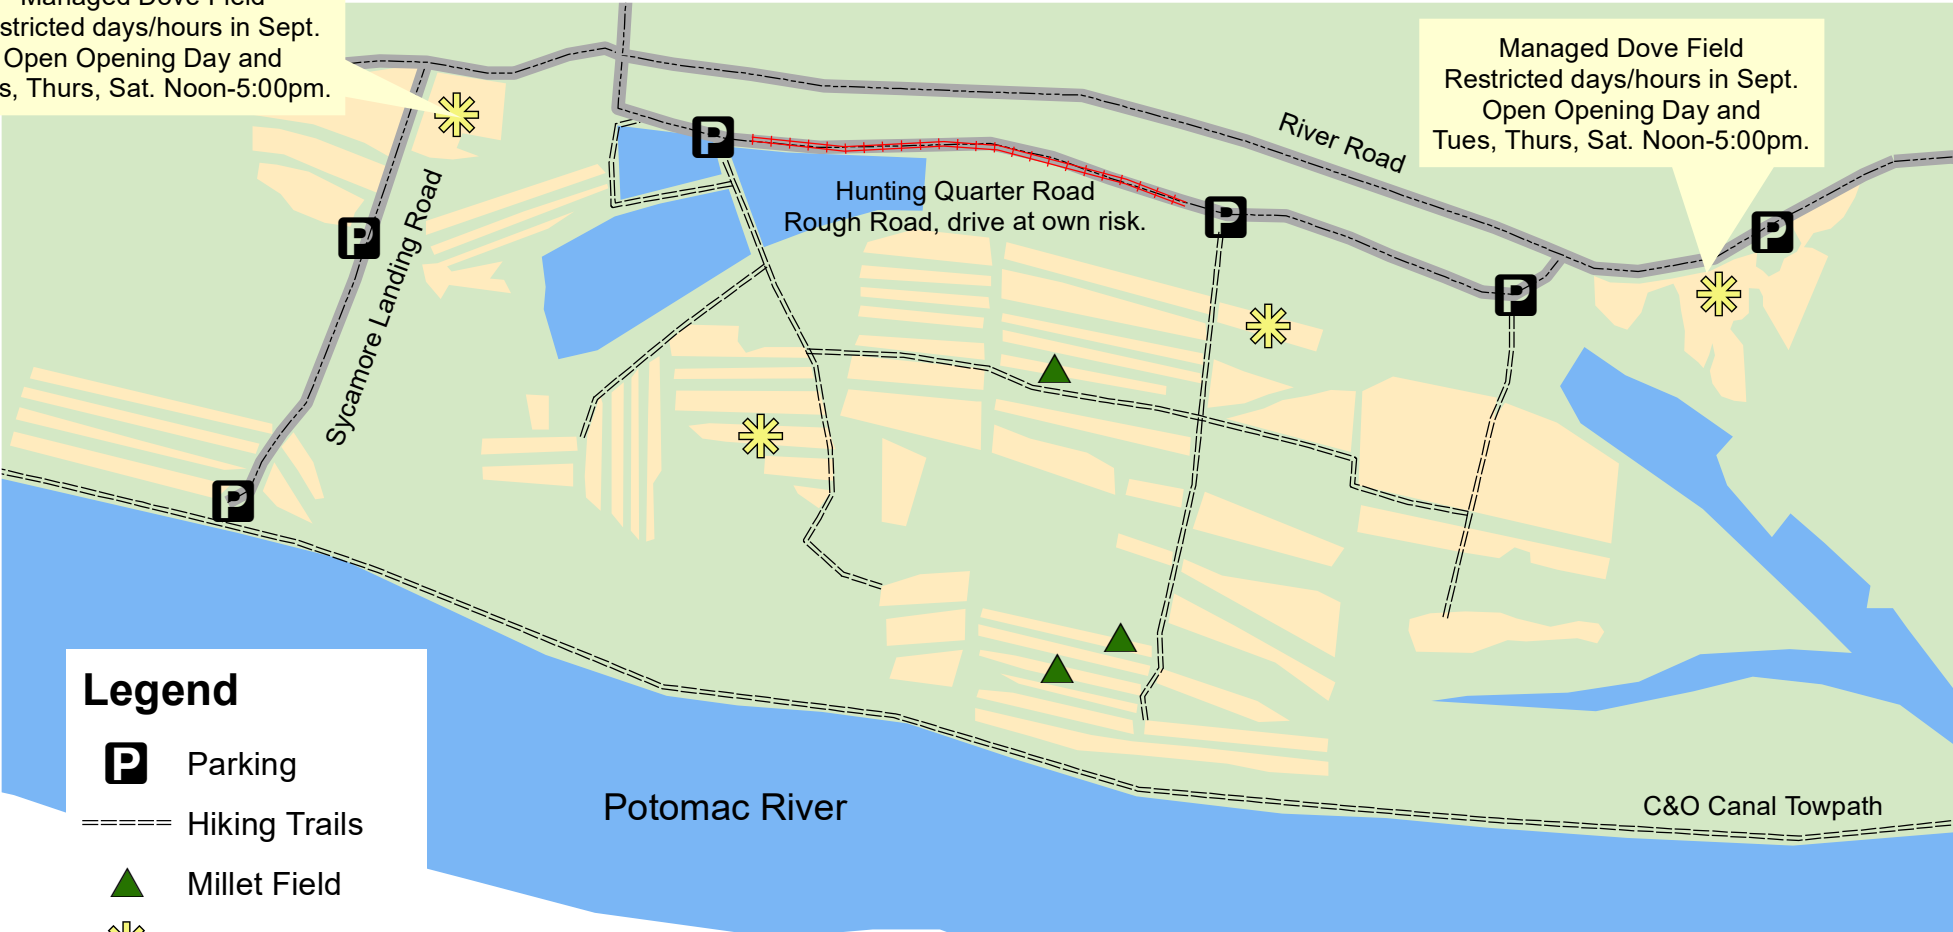 stricted days/hours in Sept.
Open Opening Day and
s, Thurs, Sat. Noon-5:00pm.
Managed Dove Field
Restricted days/hours in Sept.
Open Opening Day and
Tues, Thurs, Sat. Noon-5:00pm.
River Road
P
P
P
P
P
P
Hunting Quarter Road
Rough Road, drive at own risk.
Sycamore Landing Road
Legend
P Parking
Hiking Trails
Millet Field
Potomac River
C&O Canal Towpath